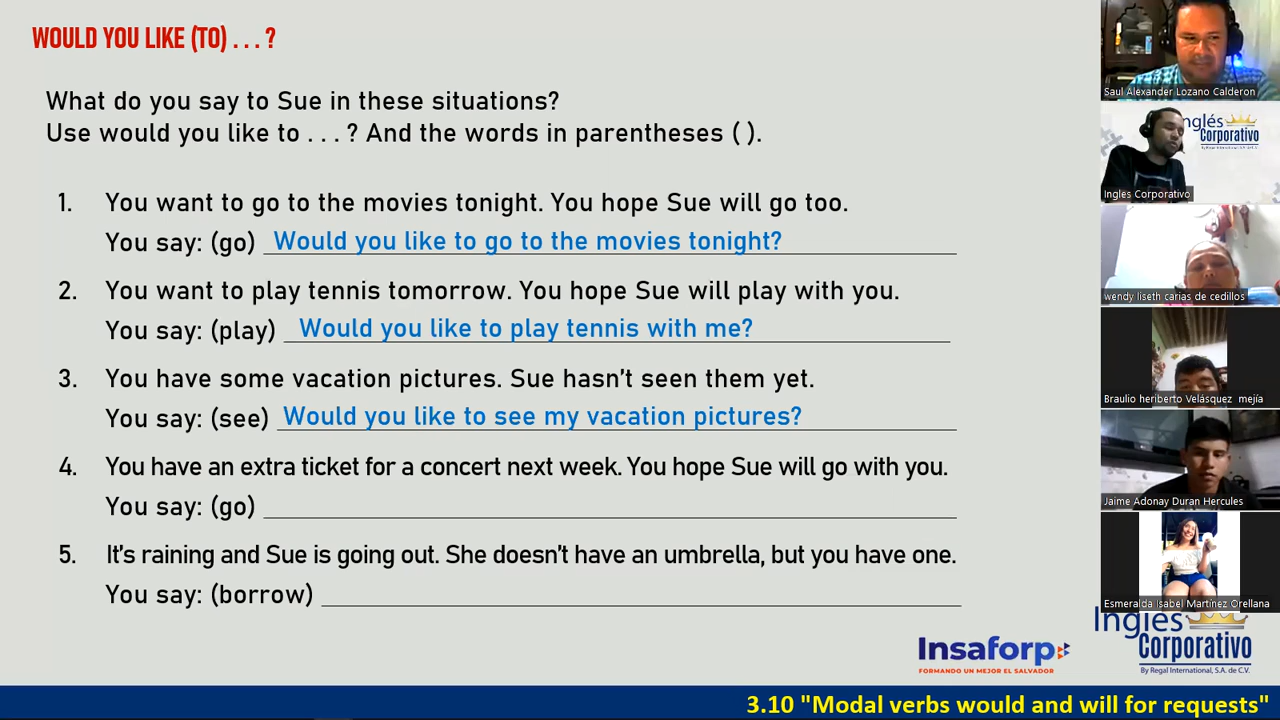 WOULD YOU LIKE (TO) . . . ?
What do you say to Sue in these situations?
Use would you like to . . . ? And the words in parentheses ( ).
1. You want to go to the movies tonight. You hope Sue will go too.
You say: (go) Would you like to go to the movies tonight?
2. You want to play tennis tomorrow. You hope Sue will play with you.
You say: (play) Would you like to play tennis with me?
3. You have some vacation pictures. Sue hasn't seen them yet.
You say: (see) Would you like to see my vacation pictures?
4. You have an extra ticket for a concert next week. You hope Sue will go with you.
You say: (go)
5. It's raining and Sue is going out. She doesn't have an umbrella, but you have one.
You say: (borrow)
Insaforp
FORMANDO UN MEJOR EL SALVADOR
Inglés
Corporativo
By Regal International, S.A. de C.V.
3.10 "Modal verbs would and will for requests"
Saul Alexander Lozano Calderon
Inglés
Corporativo
Ingles Corporativo
wendy liseth carias de cedillos
Braulio heriberto Velásquez mejía
Jaime Adonay Duran Hercules
Esmeralda Isabel Martínez Orellana